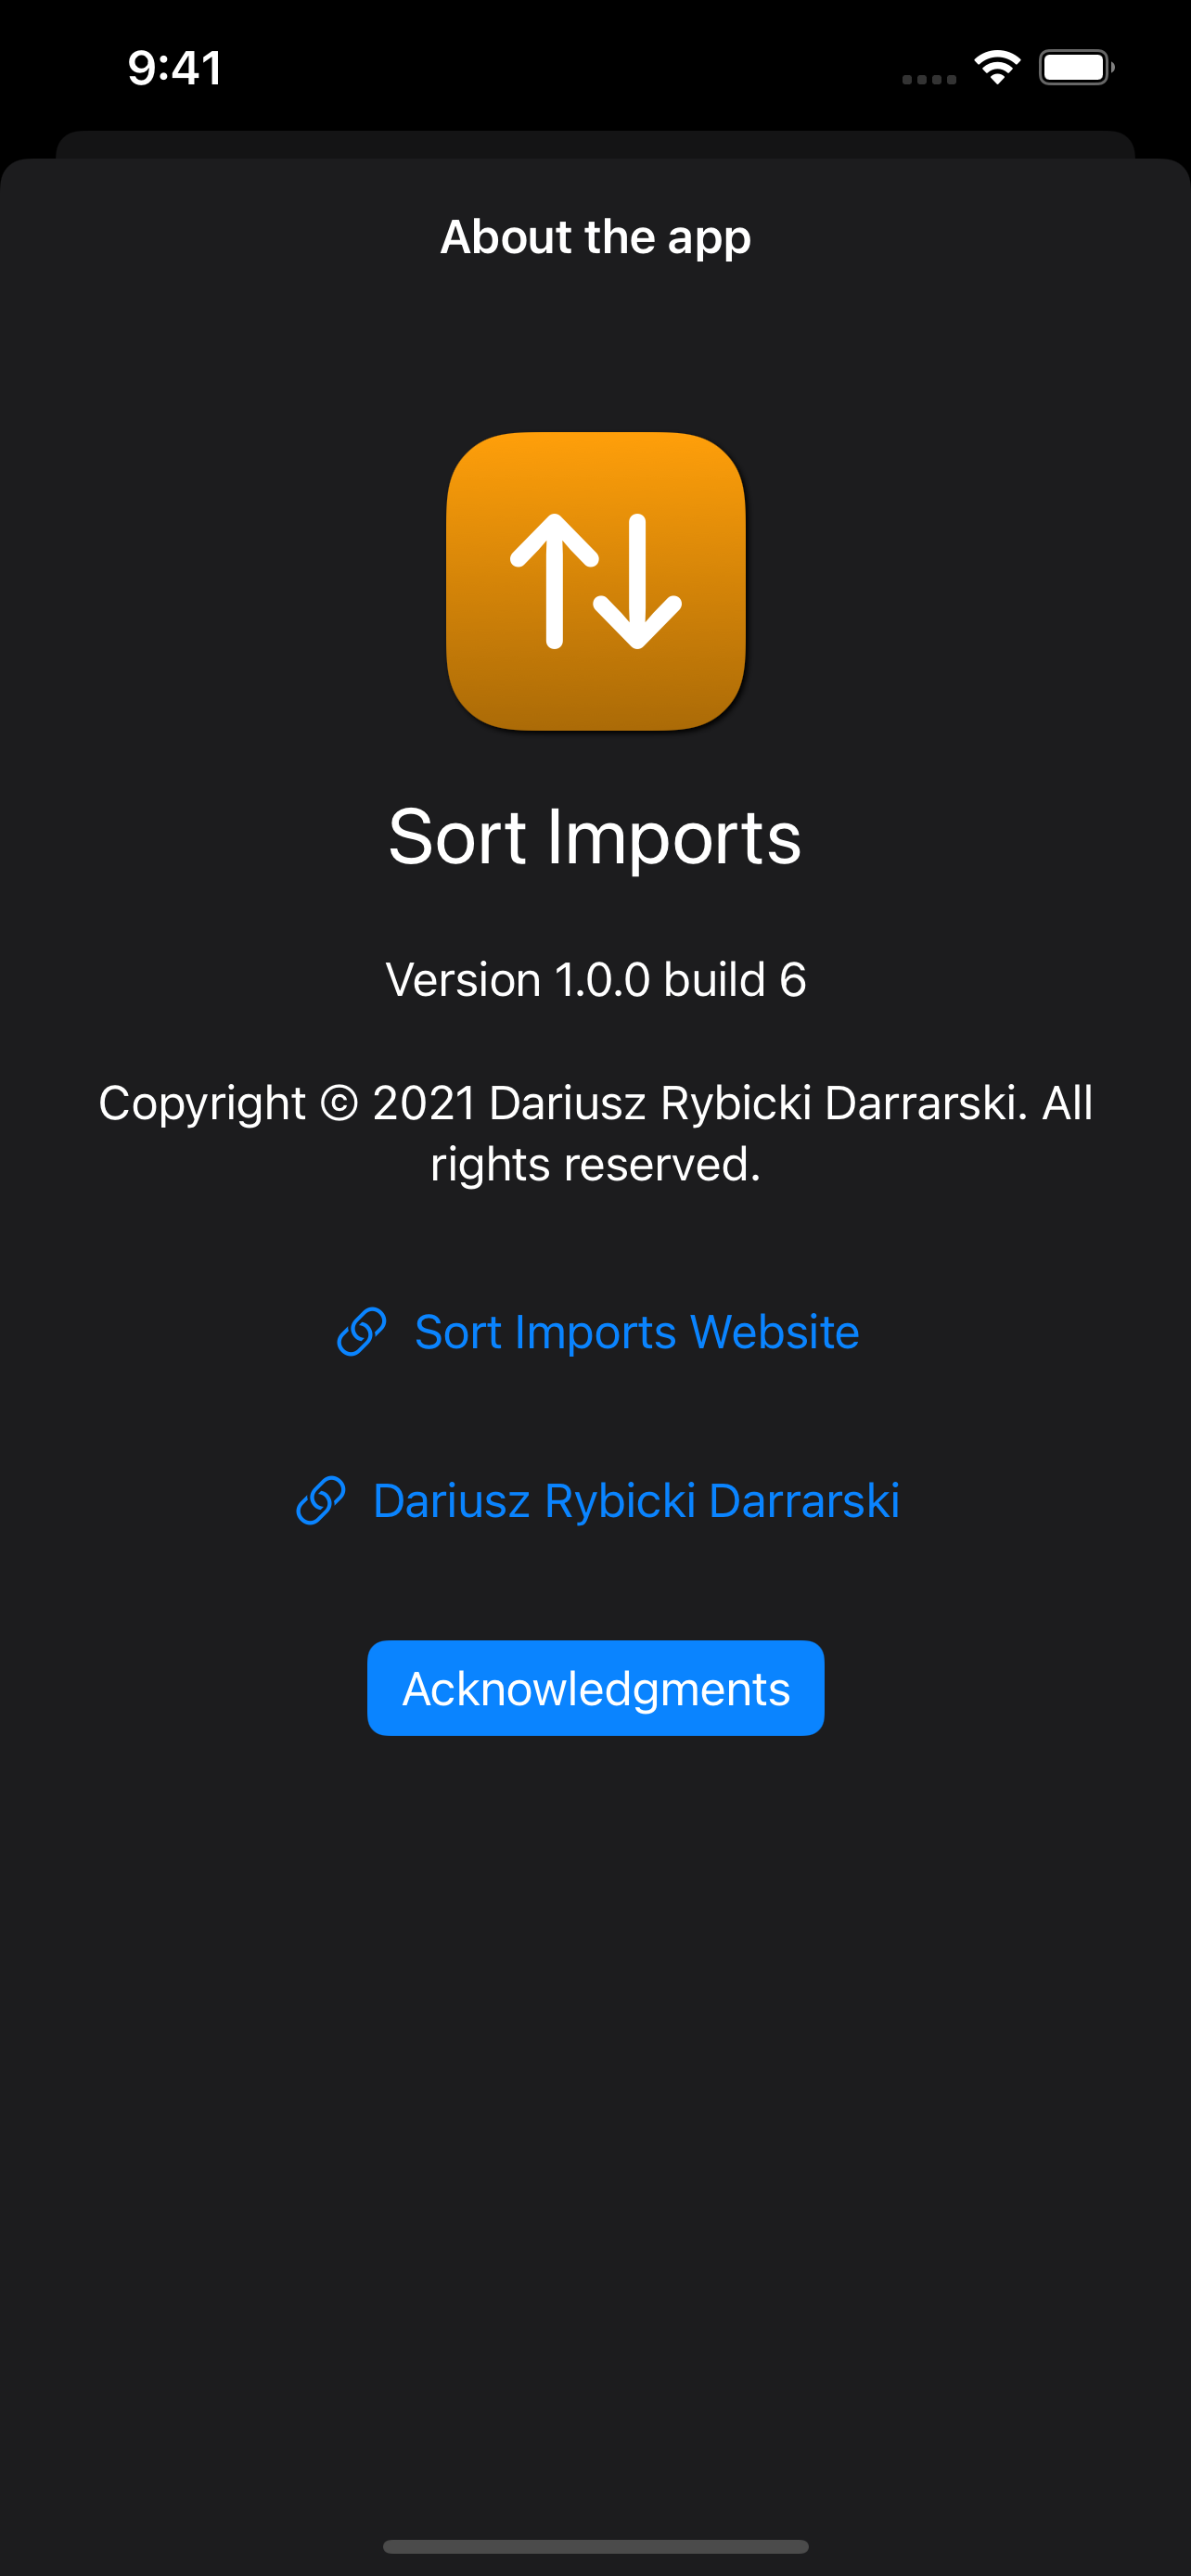 9:41
About the app
Sort Imports
Version 1.0.0 build 6
Copyright © 2021 Dariusz Rybicki Darrarski. All
rights reserved.
Sort Imports Website
Dariusz Rybicki Darrarski
Acknowledgments